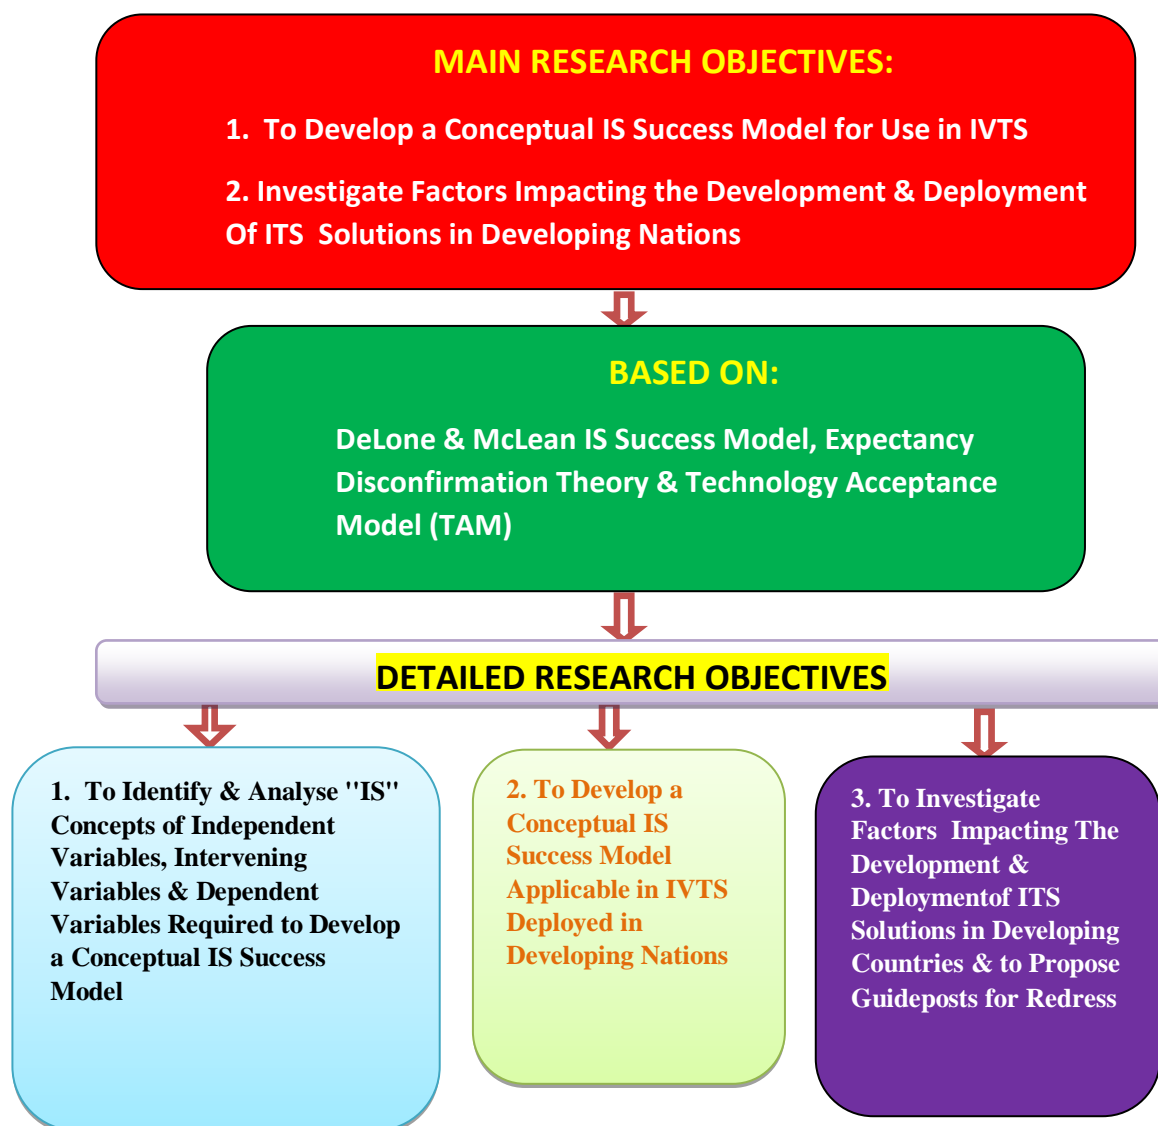 MAIN RESEARCH OBJECTIVES:
1. To Develop a Conceptual IS Success Model for Use in IVTS
2. Investigate Factors Impacting the Development & Deployment
Of ITS Solutions in Developing Nations
BASED ON:
DeLone & McLean IS Success Model, Expectancy
Disconfirmation Theory & Technology Acceptance
Model (TAM)
DETAILED RESEARCH OBJECTIVES
1. To Identify & Analyse "IS"
Concepts of Independent
Variables, Intervening
Variables & Dependent
Variables Required to Develop
a Conceptual IS Success
Model
2. To Develop a
Conceptual IS
Success Model
Applicable in IVTS
Deployed in
Developing Nations
3. To Investigate
Factors Impacting The
Development &
Deploymentof ITS
Solutions in Developing
Countries & to Propose
Guideposts for Redress